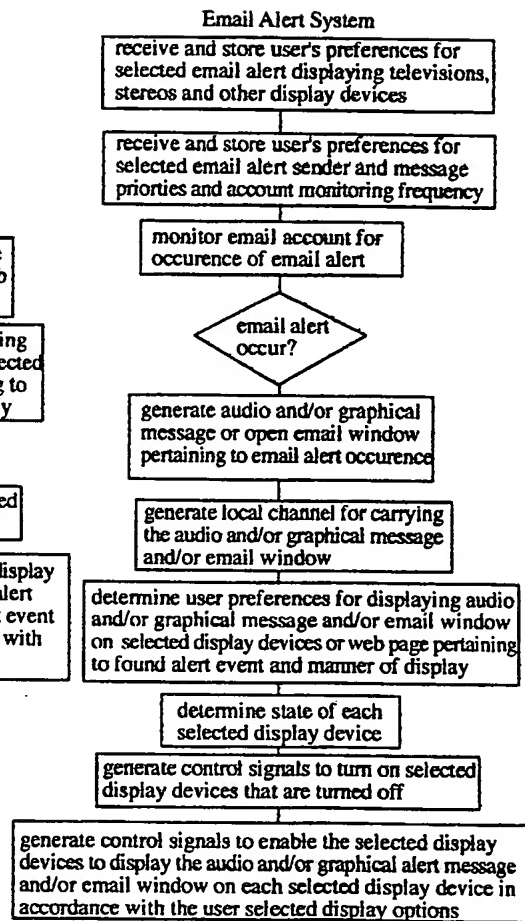 Email Alert System
receive and store user's preferences for
selected email alert displaying televisions,
stereos and other display devices
receive and store user's preferences for
selected email alert sender and message
priorties and account monitoring frequency
monitor email account for
occurence of email alert
email alert
occur?
generate audio and/or graphical
message or open email window
pertaining to email alert occurence
generate local channel for carrying
the audio and/or graphical message
and/or email window
determine user preferences for displaying audio
and/or graphical message and/or email window
on selected display devices or web page pertaining
to found alert event and manner of display
determine state of each
selected display device
generate control signals to turn on selected
display devices that are turned off
generate control signals to enable the selected display
devices to display the audio and/or graphical alert message
and/or email window on each selected display device in
accordance with the user selected display options
to
display
event
with